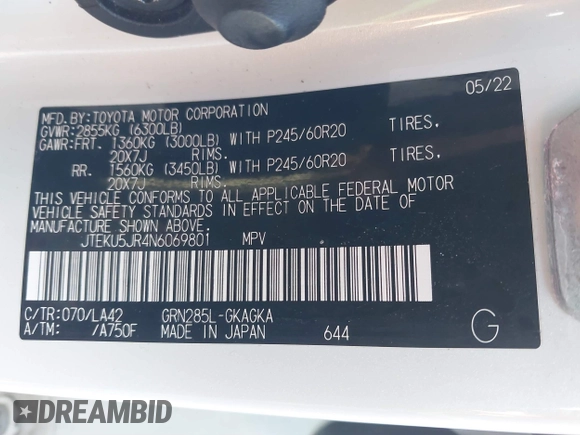 05/22
MFD.BY:TOYOTA MOTOR CORPORATION
GVWR:2855KG (6300LB)
GAWR:FRT. 1360KG (3000LB) WITH P245/60R20 TIRES,
20X7J RIMS.
RR. 1560KG (3450LB) WITH P245/60R20 TIRES,
20X7J RIMS.
THIS VEHICLE CONFORMS TO ALL APPLICABLE FEDERAL MOTOR
VEHICLE SAFETY STANDARDS IN EFFECT ON THE DATE OF
MANUFACTURE SHOWN ABOVE.
JTEKU5JR4N6069801 MPV
C/TR:070/LA42 GRN285L-GKAGKA
A/TM: /A750F MADE IN JAPAN 644 G
DREAMBID